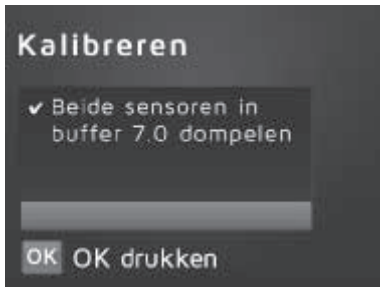 Kalibreren
✔ Beide sensoren in
buffer 7.0 dompelen
OK OK drukken